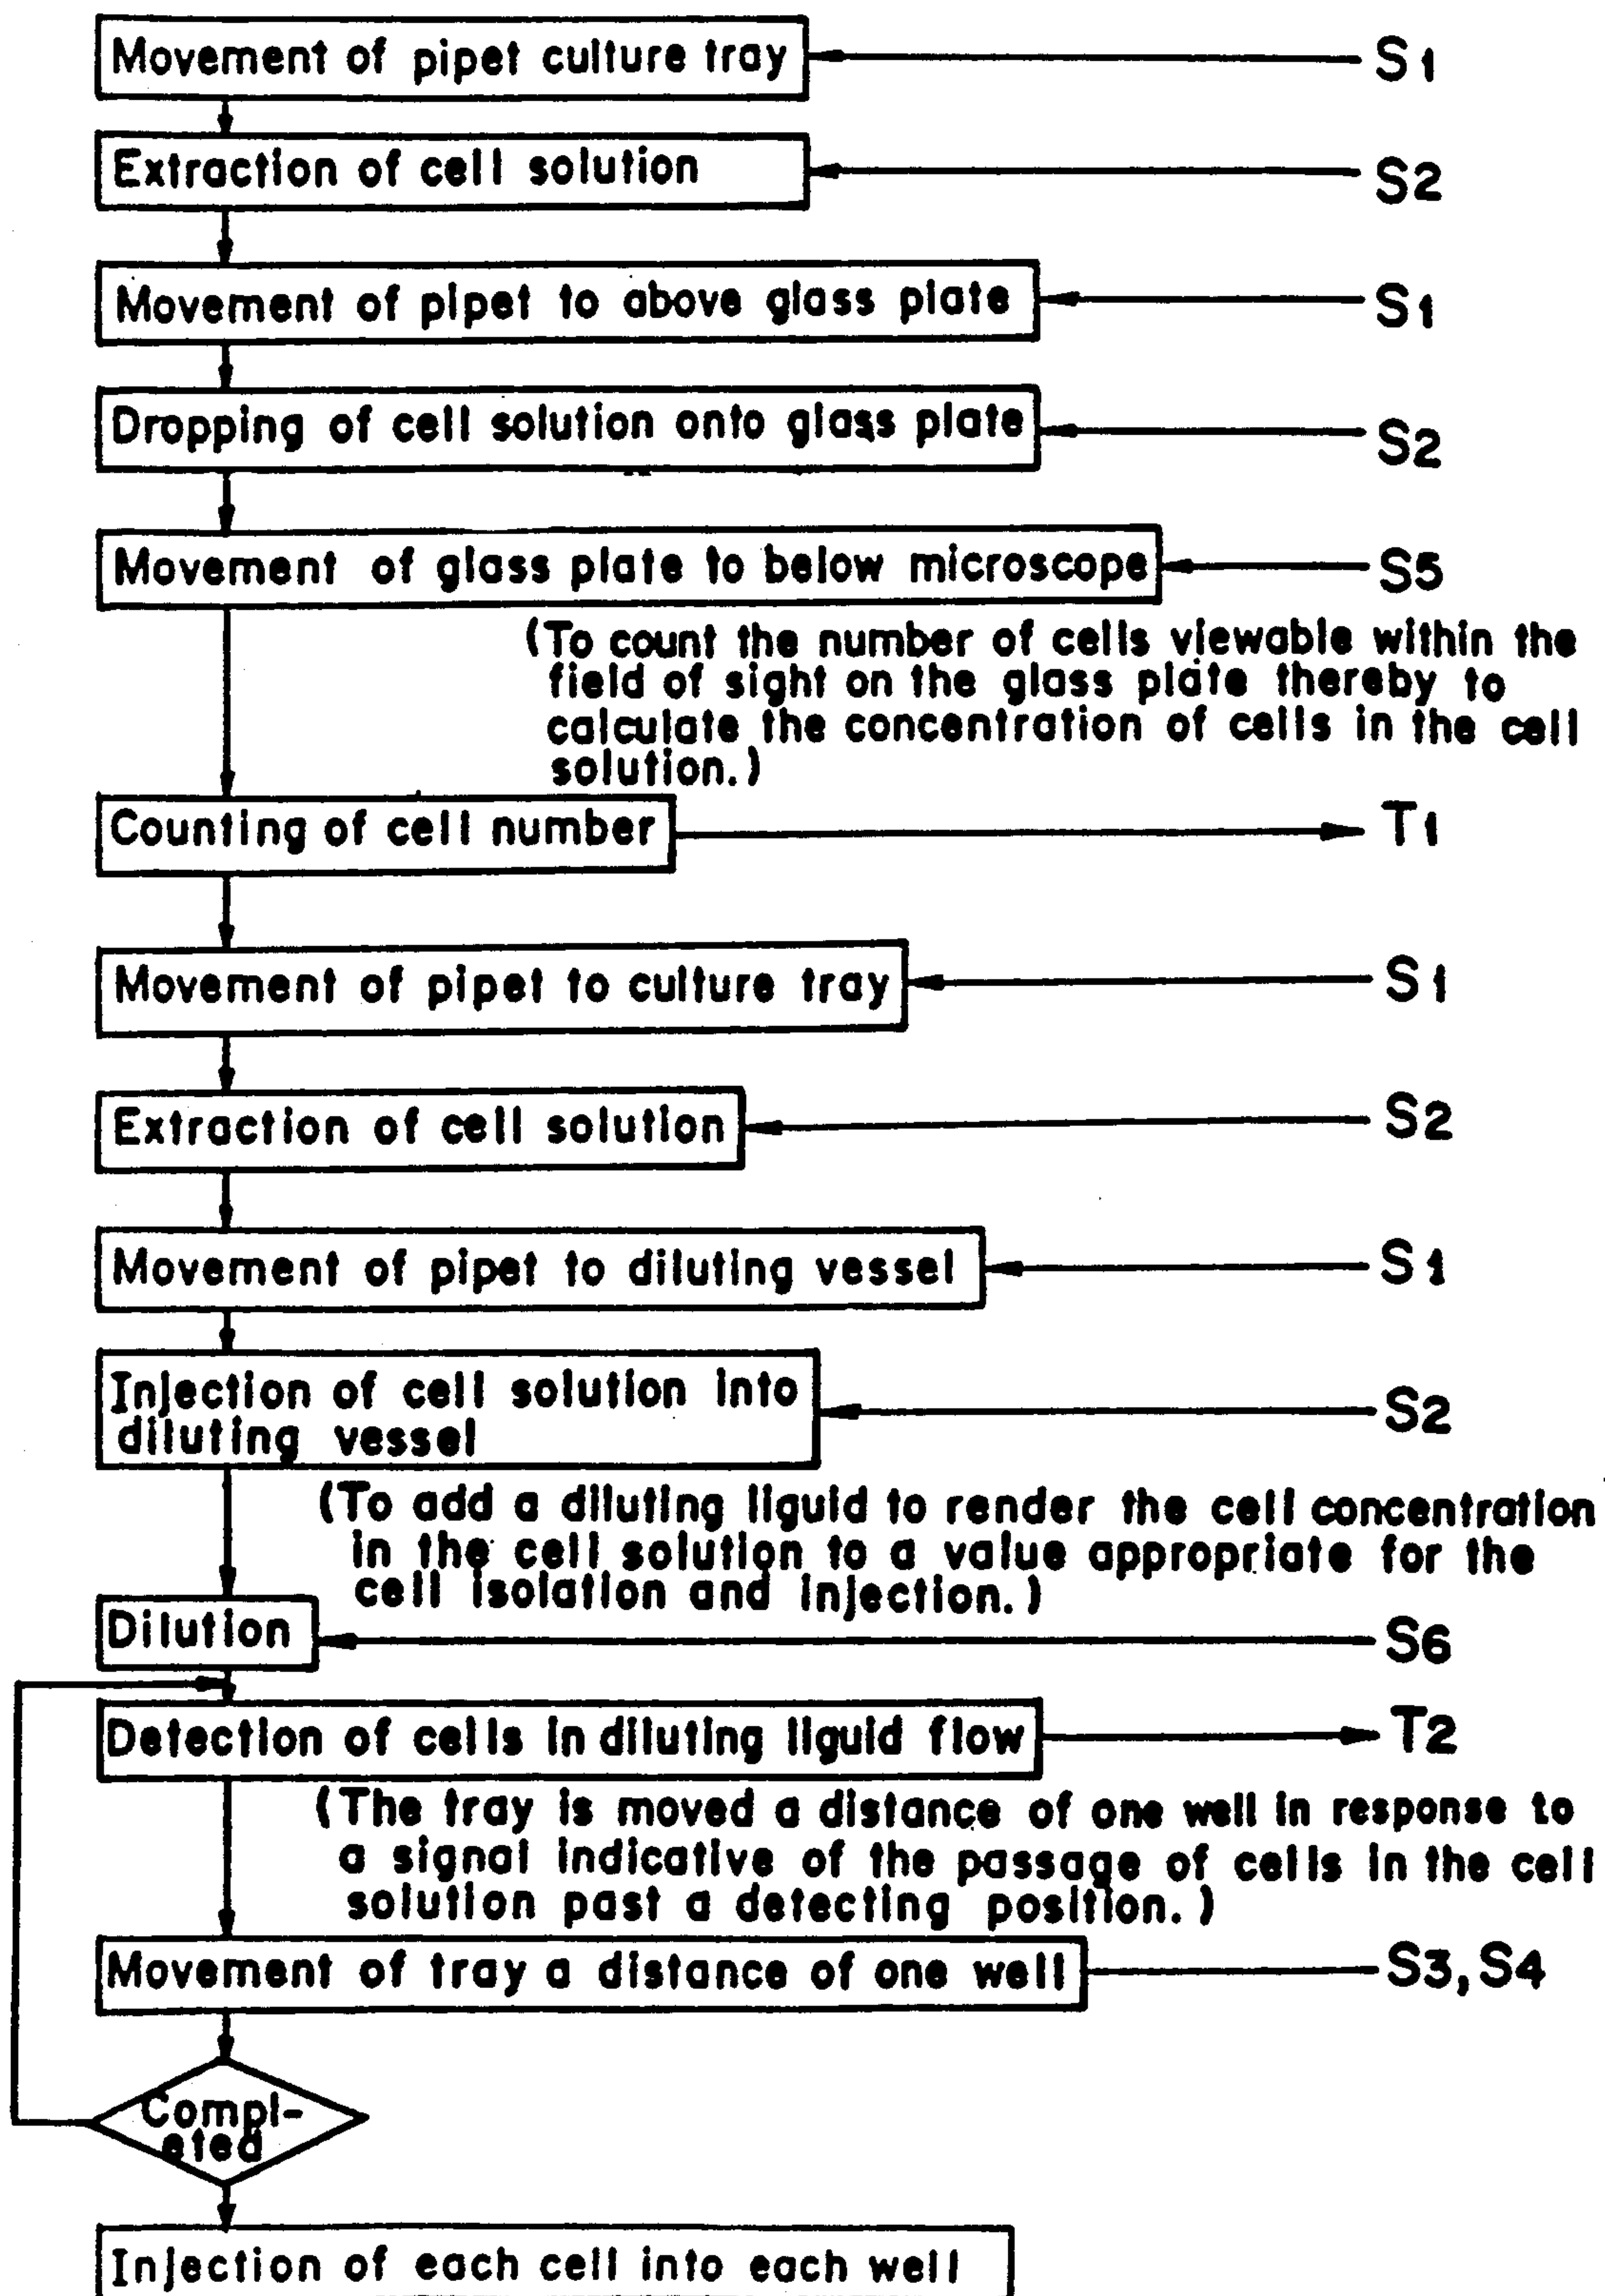 Movement of pipet culture tray
S1
Extraction of cell solution
S2
Movement of pipet to above glass plate
S1
Dropping of cell solution onto glass plate
S2
Movement of glass plate to below microscope
S5
(To count the number of cells viewable within the
field of sight on the glass plate thereby to
calculate the concentration of cells in the cell
solution.)
Counting of cell number
T1
Movement of pipet to culture tray
S1
Extraction of cell solution
S2
Movement of pipet to diluting vessel
S1
Injection of cell solution into
diluting vessel
S2
(To add a diluting liguid to render the cell concentration
in the cell solution to a value appropriate for the
cell isolation and injection.)
Dilution
S6
Detection of cells in diluting liguid flow
T2
(The tray is moved a distance of one well in response to
a signal indicative of the passage of cells in the cell
solution past a detecting position.)
Movement of tray a distance of one well
S3, S4
Compl-
eted
Injection of each cell into each well